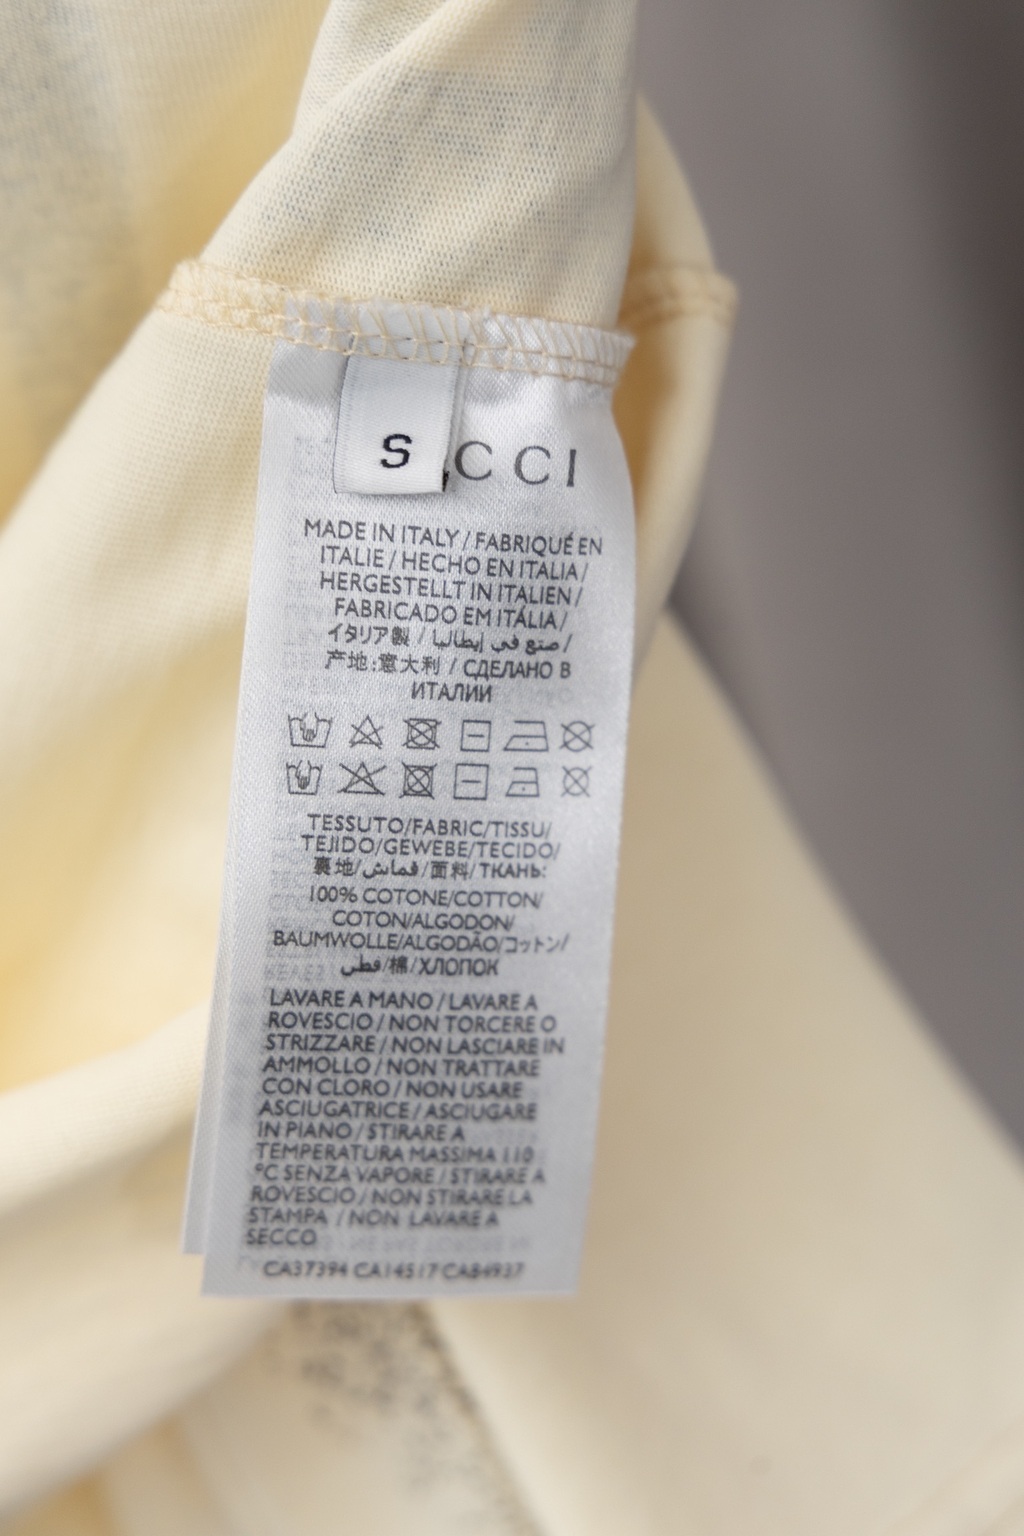 S
CCI
MADE IN ITALY / FABRIQUÉ EN
ITALIE / HECHO EN ITALIA /
HERGESTELLT IN ITALIEN /
FABRICADO EM ITÁLIA /
イタリア製 / صنع في إيطاليا /
产地:意大利 / СДЕЛАНО В
ИТАЛИИ
TESSUTO/FABRIC/TISSU/
TEJIDO/GEWEBE/TECIDO/
裏地/قماش/面料/ТКАНЬ:
100% COTONE/COTTON/
COTON/ALGODON/
BAUMWOLLE/ALGODÃO/コットン/
قطن/棉/ХЛОПОК
LAVARE A MANO / LAVARE A
ROVESCIO / NON TORCERE O
STRIZZARE / NON LASCIARE IN
AMMOLLO / NON TRATTARE
CON CLORO / NON USARE
ASCIUGATRICE / ASCIUGARE
IN PIANO / STIRARE A
TEMPERATURA MASSIMA 110
°C SENZA VAPORE / STIRARE A
ROVESCIO / NON STIRARE LA
STAMPA / NON LAVARE A
SECCO
CA37394 CA14517 CA84937